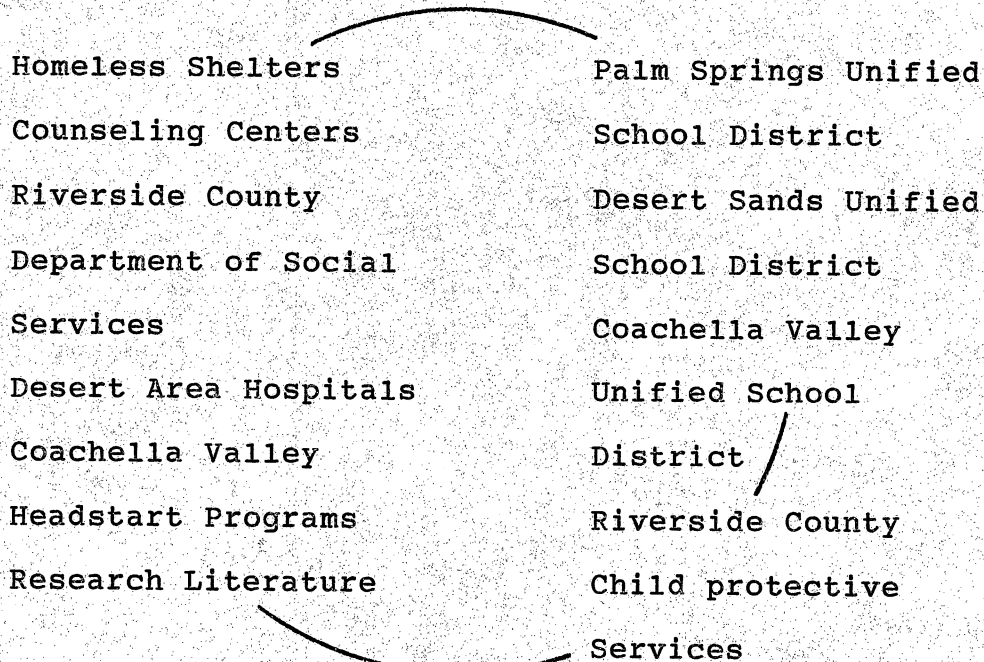 Homeless Shelters
Counseling Centers
Riverside County
Department of Social
Services
Desert Area Hospitals
Coachella Valley
Headstart Programs
Research Literature
Palm Springs Unified
School District
Desert Sands Unified
School District
Coachella Valley
Unified School
District
Riverside County
Child protective
Services